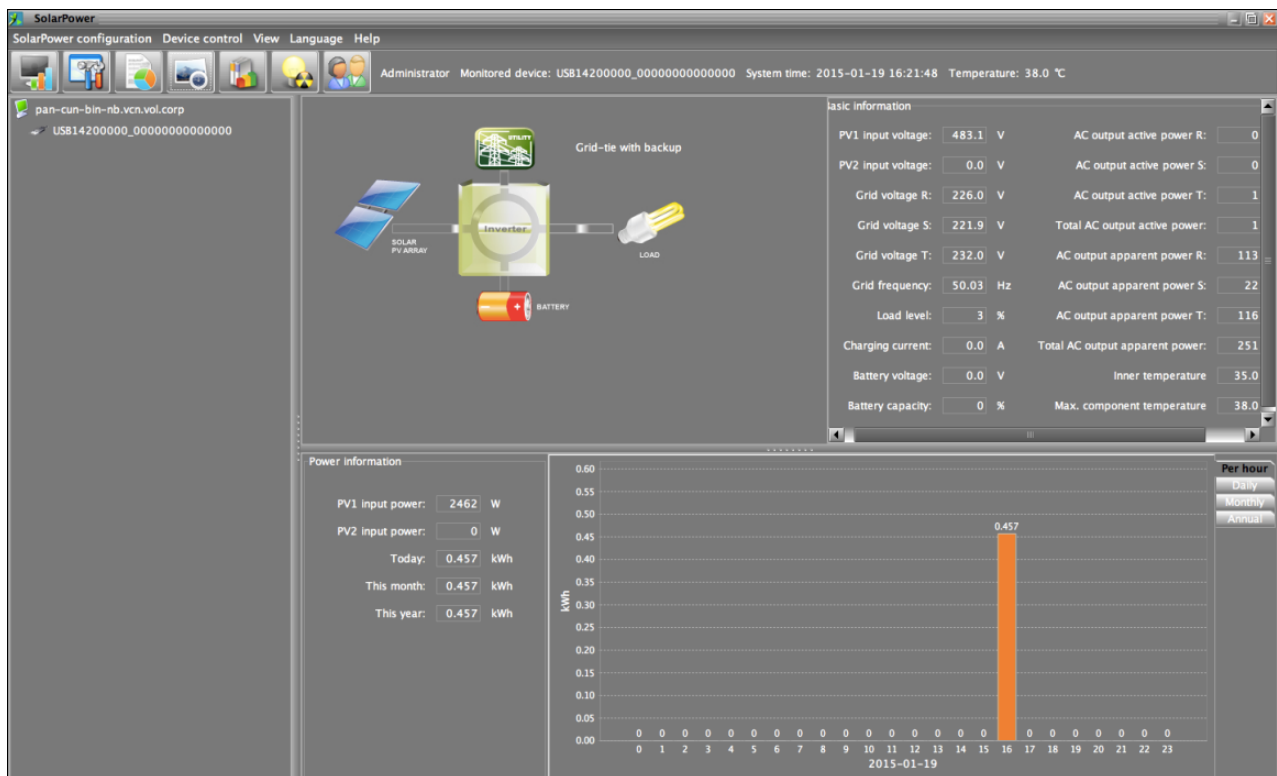 SolarPower
SolarPower configuration Device control View Language Help
Administrator Monitored device: USB14200000_00000000000000 System time: 2015-01-19 16:21:48 Temperature: 38.0 ℃
pan-cun-bin-nb.vcn.vol.corp
USB14200000_00000000000000
UTILITY
Grid-tie with backup
SOLAR
PV ARRAY
Inverter
LOAD
BATTERY
Basic information
PV1 input voltage: 483.1 V AC output active power R: 0
PV2 input voltage: 0.0 V AC output active power S: 0
Grid voltage R: 226.0 V AC output active power T: 1
Grid voltage S: 221.9 V Total AC output active power: 1
Grid voltage T: 232.0 V AC output apparent power R: 113
Grid frequency: 50.03 Hz AC output apparent power S: 22
Load level: 3 % AC output apparent power T: 116
Charging current: 0.0 A Total AC output apparent power: 251
Battery voltage: 0.0 V Inner temperature 35.0
Battery capacity: 0 % Max. component temperature 38.0
Power information
PV1 input power: 2462 W
PV2 input power: 0 W
Today: 0.457 kWh
This month: 0.457 kWh
This year: 0.457 kWh
kWh
0.60
0.55
0.50
0.45
0.40
0.35
0.30
0.25
0.20
0.15
0.10
0.05
0.00
0.457
0 0 0 0 0 0 0 0 0 0 0 0 0 0 0 0 0 0 0 0 0 0 0
0 1 2 3 4 5 6 7 8 9 10 11 12 13 14 15 16 17 18 19 20 21 22 23
2015-01-19
Per hour
Daily
Monthly
Annual